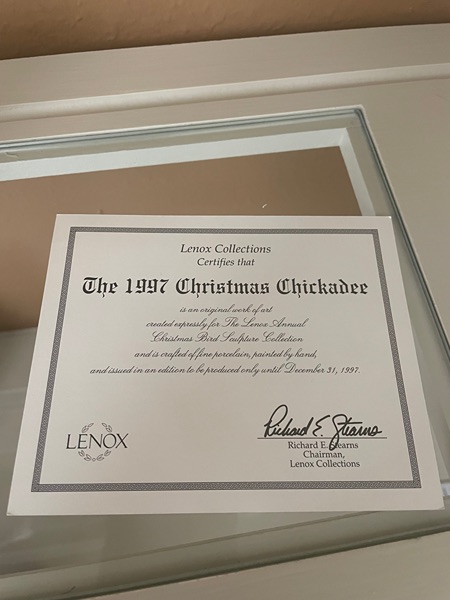 Lenox Collections
Certifies that
The 1997 Christmas Chickadee
is an original work of art
created expressly for The Lenox Annual
Christmas Bird Sculpture Collection
and is crafted of fine porcelain, painted by hand,
and issued in an edition to be produced only until December 31, 1997.
LENOX
Richard E. Stearns
Richard E. Stearns
Chairman,
Lenox Collections